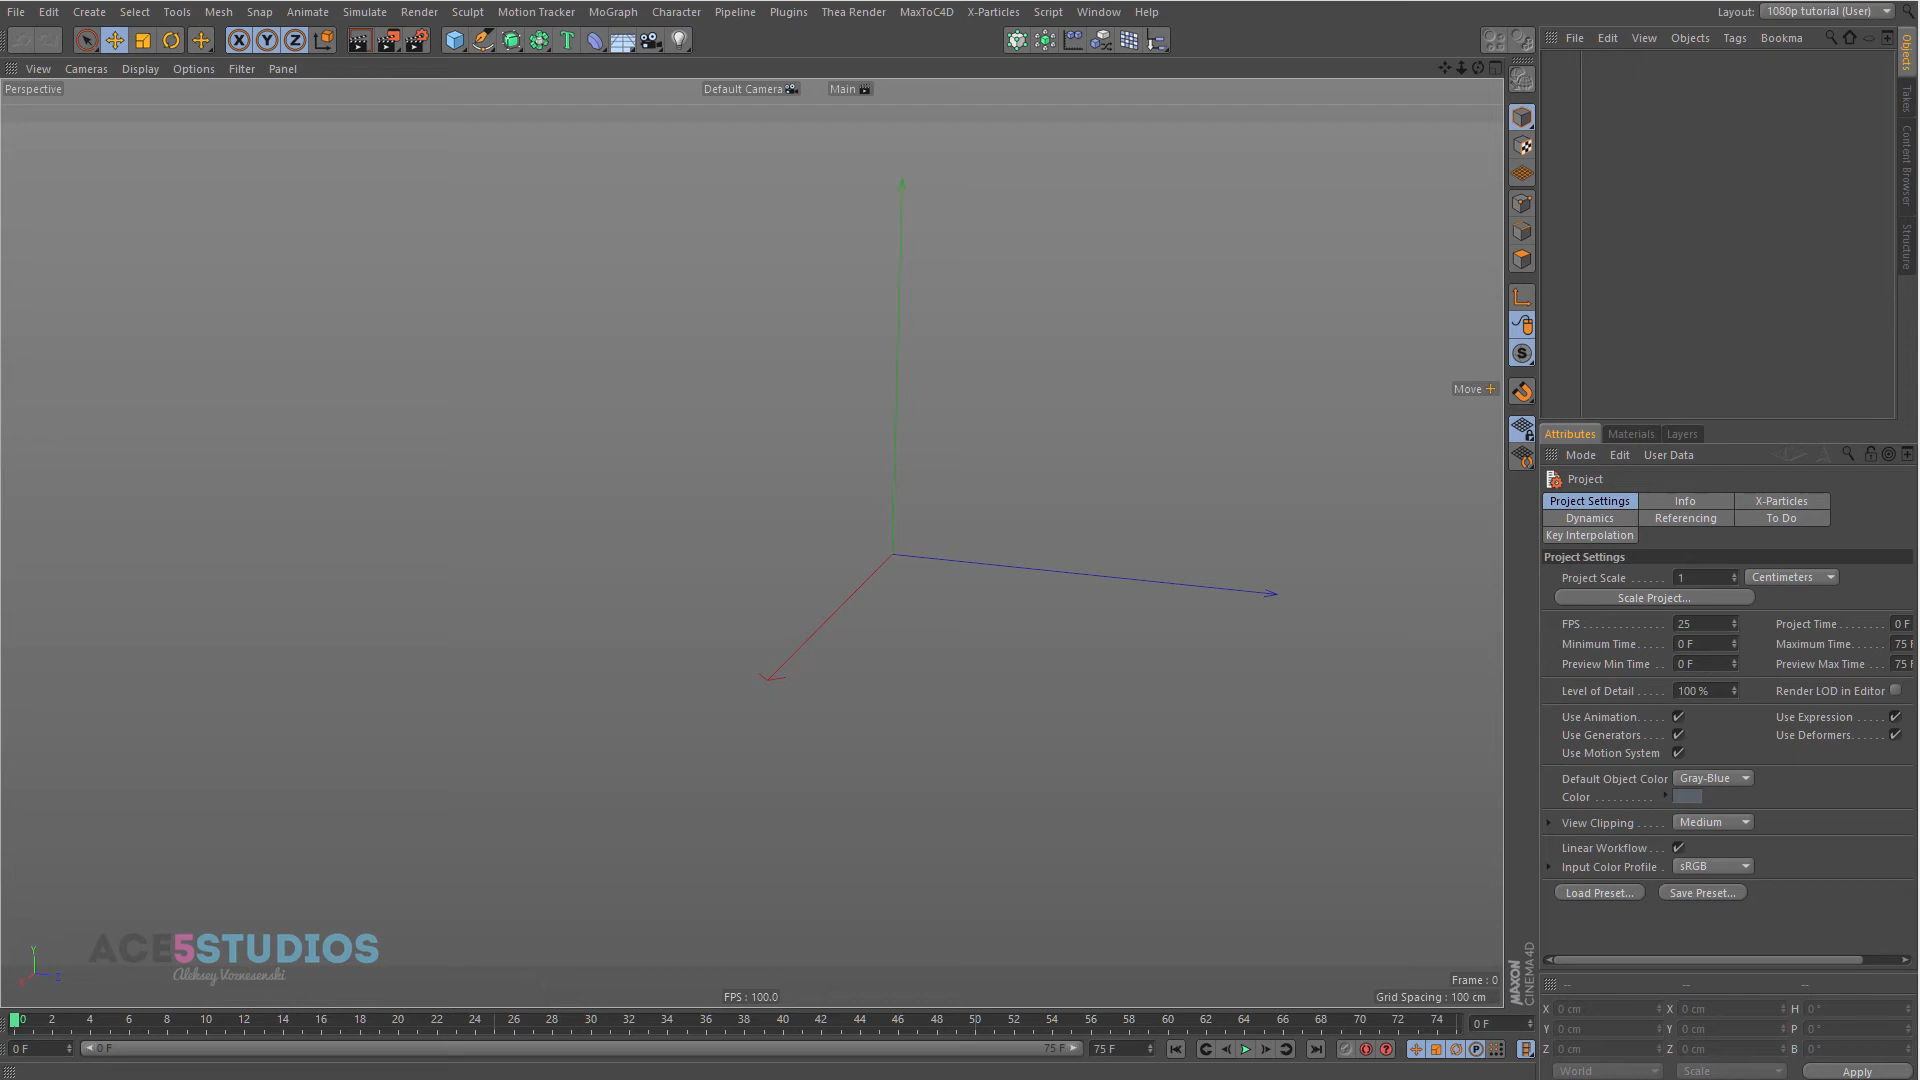 File Edit Create Select Tools Mesh Snap Animate Simulate Render Sculpt Motion Tracker MoGraph Character Pipeline Plugins Thea Render MaxToC4D X-Particles Script Window Help Layout: 1080p tutorial (User)
File Edit View Objects Tags Bookma
View Cameras Display Options Filter Panel
Perspective Default Camera Main
Objects
Takes
Content Browser
Structure
Move
Attributes Materials Layers
Mode Edit User Data
Project
Project Settings Info X-Particles
Dynamics Referencing To Do
Key Interpolation
Project Settings
Project Scale ...... 1 Centimeters
Scale Project...
FPS 25 Project Time 0 F
Minimum Time 0 F Maximum Time 75 F
Preview Min Time 0 F Preview Max Time 75 F
Level of Detail 100 % Render LOD in Editor
Use Animation Use Expression
Use Generators Use Deformers
Use Motion System
Default Object Color Gray-Blue
Color
View Clipping Medium
Linear Workflow
Input Color Profile sRGB
Load Preset... Save Preset...
ACE5STUDIOS
Aleksey Voznesenski
Y
X Z
Frame : 0
FPS : 100.0 Grid Spacing : 100 cm
MAXON
CINEMA 4D
0 2 4 6 8 10 12 14 16 18 20 22 24 26 28 30 32 34 36 38 40 42 44 46 48 50 52 54 56 58 60 62 64 66 68 70 72 74 0 F
0 F 0 F 75 F 75 F
-- -- --
X 0 cm X 0 cm H 0 °
Y 0 cm Y 0 cm P 0 °
Z 0 cm Z 0 cm B 0 °
World Scale Apply